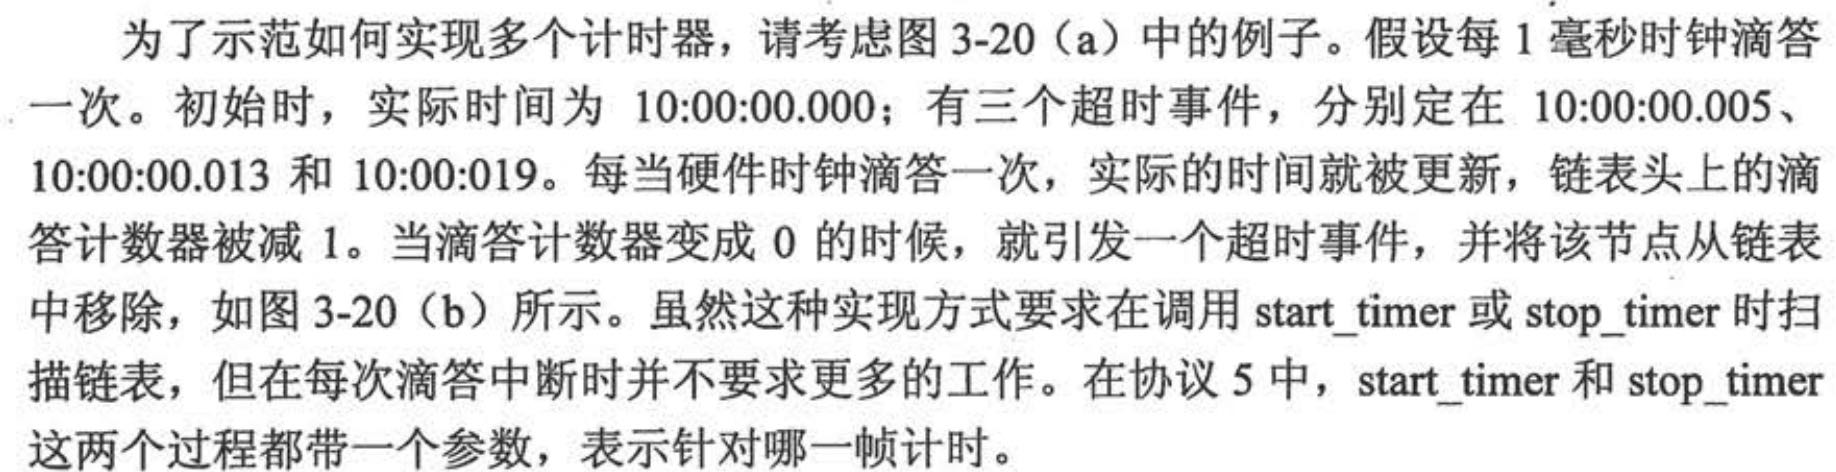 为了示范如何实现多个计时器，请考虑图 3-20（a）中的例子。假设每 1 毫秒时钟滴答
一次。初始时，实际时间为 10:00:00.000；有三个超时事件，分别定在 10:00:00.005、
10:00:00.013 和 10:00:019。每当硬件时钟滴答一次，实际的时间就被更新，链表头上的滴
答计数器被减 1。当滴答计数器变成 0 的时候，就引发一个超时事件，并将该节点从链表
中移除，如图 3-20（b）所示。虽然这种实现方式要求在调用 start_timer 或 stop_timer 时扫
描链表，但在每次滴答中断时并不要求更多的工作。在协议 5 中，start_timer 和 stop_timer
这两个过程都带一个参数，表示针对哪一帧计时。